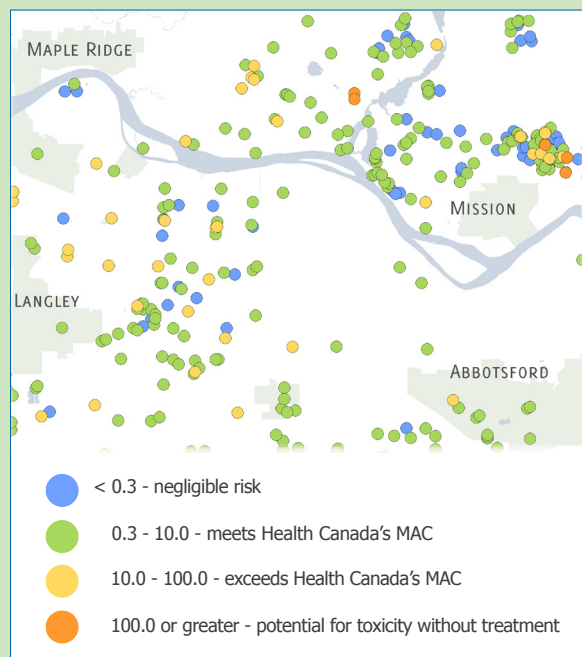 MAPLE RIDGE
MISSION
LANGLEY
ABBOTSFORD
< 0.3 - negligible risk
0.3 - 10.0 - meets Health Canada's MAC
10.0 - 100.0 - exceeds Health Canada's MAC
100.0 or greater - potential for toxicity without treatment